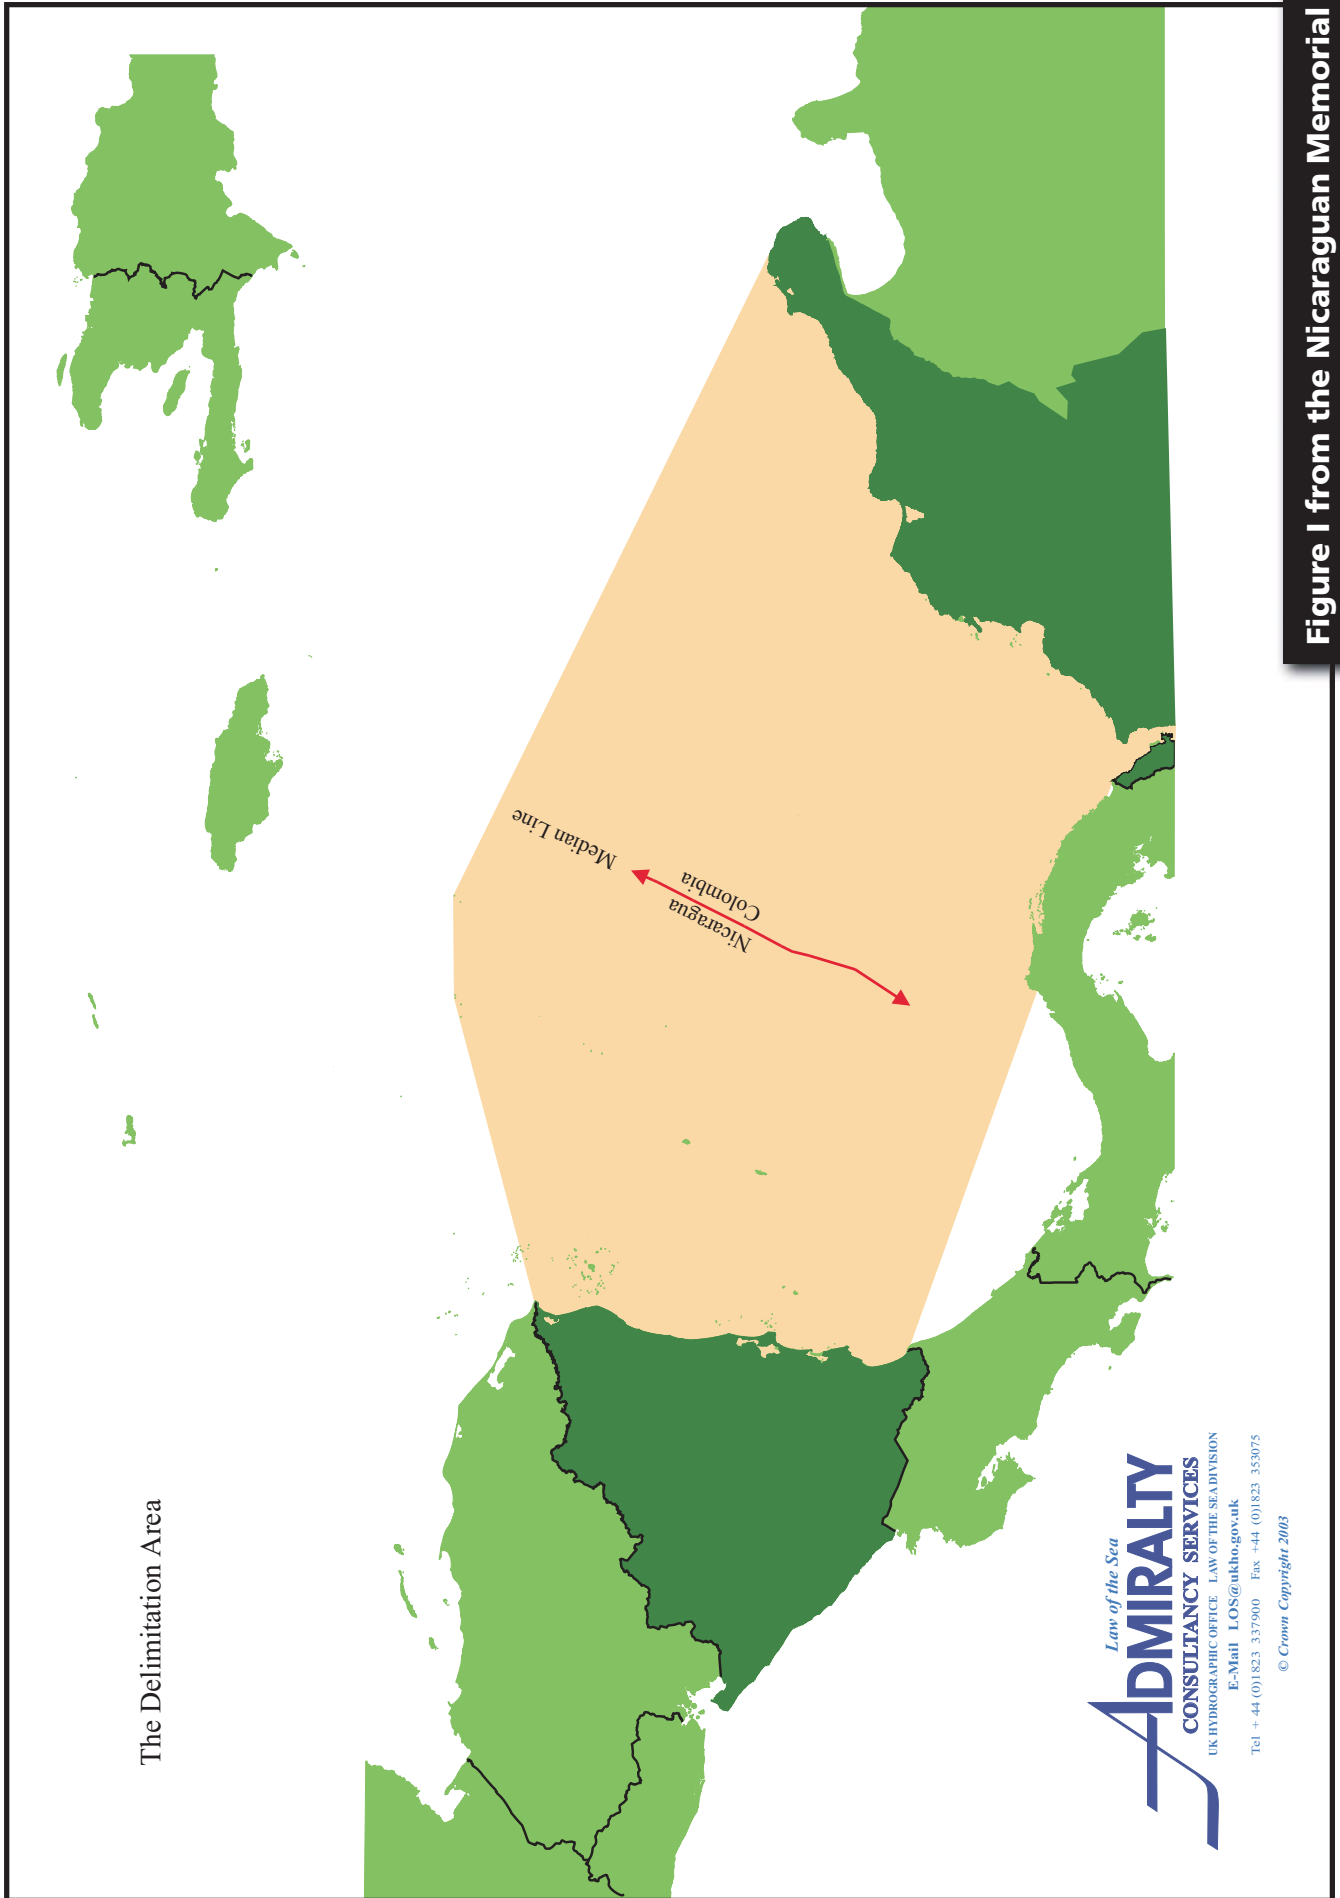 Figure I from the Nicaraguan Memorial
The Delimitation Area
Median Line
Nicaragua
Colombia
Law of the Sea
ADMIRALTY
CONSULTANCY SERVICES
UK HYDROGRAPHIC OFFICE LAW OF THE SEA DIVISION
E-Mail LOS@ukho.gov.uk
Tel + 44 (0)1823 337900 Fax +44 (0)1823 353075
© Crown Copyright 2003